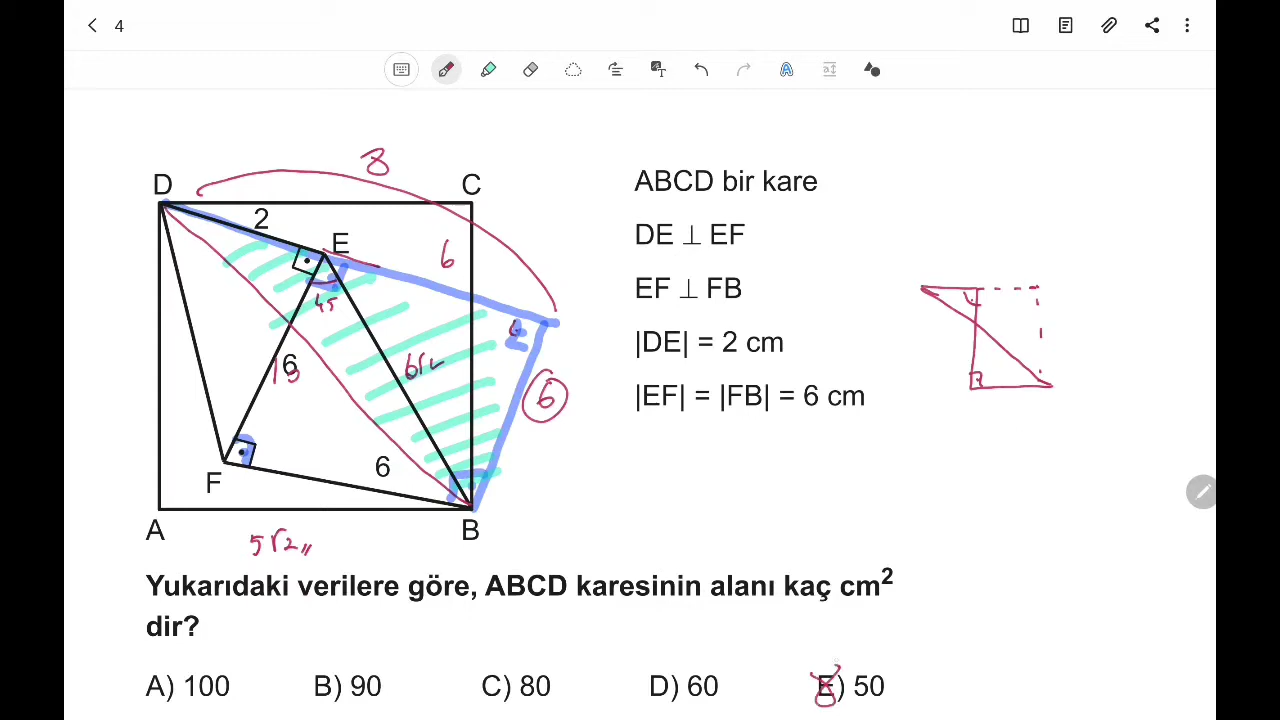 4
8
D
C
2
E
6
45
6
10
6√2
6
6
F
A
B
5√2
ABCD bir kare
DE ⊥ EF
EF ⊥ FB
|DE| = 2 cm
|EF| = |FB| = 6 cm
Yukarıdaki verilere göre, ABCD karesinin alanı kaç cm²
dir?
A) 100 B) 90 C) 80 D) 60 E) 50